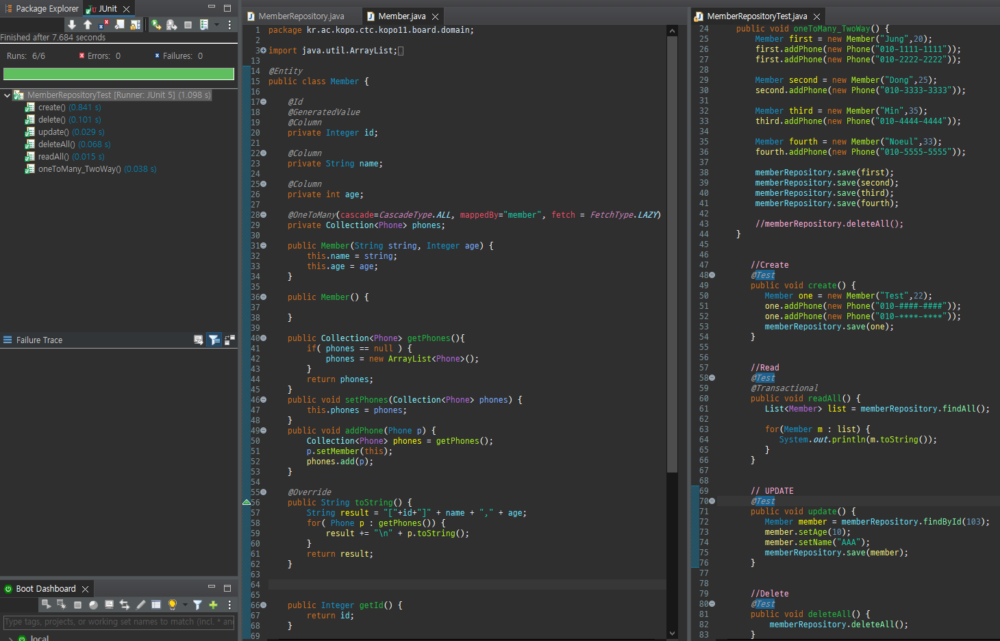 Package Explorer
JUnit
Finished after 7.684 seconds
Runs: 6/6
Errors: 0
Failures: 0
MemberRepositoryTest [Runner: JUnit 5] (1.098 s)
create() (0.841 s)
delete() (0.101 s)
update() (0.029 s)
deleteAll() (0.068 s)
readAll() (0.015 s)
oneToMany_TwoWay() (0.038 s)
Failure Trace
Boot Dashboard
Type tags, projects, or working set names to match (incl. * and
local
MemberRepository.java
Member.java
1 package kr.ac.kopo.ctc.kopo11.board.domain;
2
3 import java.util.ArrayList;
13
14 @Entity
15 public class Member {
16
17 @Id
18 @GeneratedValue
19 @Column
20 private Integer id;
21
22 @Column
23 private String name;
24
25 @Column
26 private int age;
27
28 @OneToMany(cascade=CascadeType.ALL, mappedBy="member", fetch = FetchType.LAZY)
29 private Collection<Phone> phones;
30
31 public Member(String string, Integer age) {
32 this.name = string;
33 this.age = age;
34 }
35
36 public Member() {
37
38 }
39
40 public Collection<Phone> getPhones(){
41 if( phones == null ) {
42 phones = new ArrayList<Phone>();
43 }
44 return phones;
45 }
46 public void setPhones(Collection<Phone> phones) {
47 this.phones = phones;
48 }
49 public void addPhone(Phone p) {
50 Collection<Phone> phones = getPhones();
51 p.setMember(this);
52 phones.add(p);
53 }
54
55 @Override
56 public String toString() {
57 String result = "["+id+"]" + name + "," + age;
58 for( Phone p : getPhones()) {
59 result += "\n" + p.toString();
60 }
61 return result;
62 }
63
64
65
66 public Integer getId() {
67 return id;
68 }
69
MemberRepositoryTest.java
24 public void oneToMany_TwoWay() {
25 Member first = new Member("Jung",20);
26 first.addPhone(new Phone("010-1111-1111"));
27 first.addPhone(new Phone("010-2222-2222"));
28
29 Member second = new Member("Dong",25);
30 second.addPhone(new Phone("010-3333-3333"));
31
32 Member third = new Member("Min",35);
33 third.addPhone(new Phone("010-4444-4444"));
34
35 Member fourth = new Member("Noeul",33);
36 fourth.addPhone(new Phone("010-5555-5555"));
37
38 memberRepository.save(first);
39 memberRepository.save(second);
40 memberRepository.save(third);
41 memberRepository.save(fourth);
42
43 //memberRepository.deleteAll();
44 }
45
46
47 //Create
48 @Test
49 public void create() {
50 Member one = new Member("Test",22);
51 one.addPhone(new Phone("010-####-####"));
52 one.addPhone(new Phone("010-****-****"));
53 memberRepository.save(one);
54 }
55
56
57 //Read
58 @Test
59 @Transactional
60 public void readAll() {
61 List<Member> list = memberRepository.findAll();
62
63 for(Member m : list) {
64 System.out.println(m.toString());
65 }
66 }
67
68
69 // UPDATE
70 @Test
71 public void update() {
72 Member member = memberRepository.findById(103);
73 member.setAge(10);
74 member.setName("AAA");
75 memberRepository.save(member);
76 }
77
78
79 //Delete
80 @Test
81 public void deleteAll() {
82 memberRepository.deleteAll();
83 }